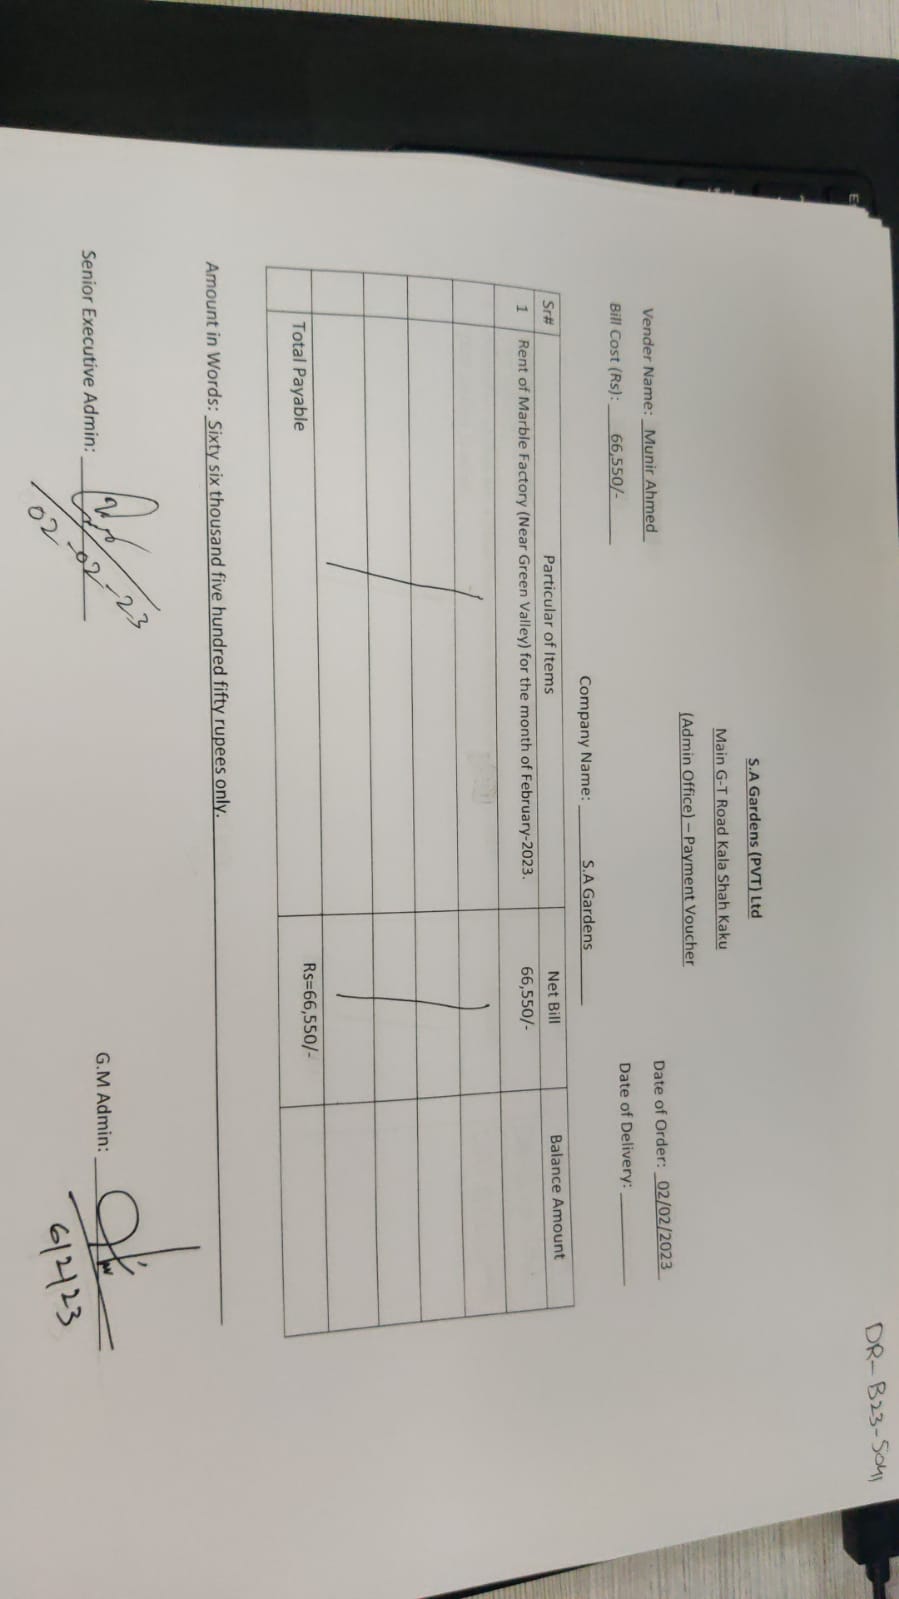 DR-B23-5041
S.A Gardens (PVT) Ltd
Main G-T Road Kala Shah Kaku
(Admin Office) – Payment Voucher
Vender Name: Munir Ahmed
Date of Order: 02/02/2023
Bill Cost (Rs): 66,550/-
Date of Delivery:
Company Name: S.A Gardens
Sr# Particular of Items Net Bill Balance Amount
1 Rent of Marble Factory (Near Green Valley) for the month of February-2023. 66,550/-
Total Payable Rs=66,550/-
Amount in Words: Sixty six thousand five hundred fifty rupees only.
Senior Executive Admin:
02-02-23
G.M Admin:
6/2/23